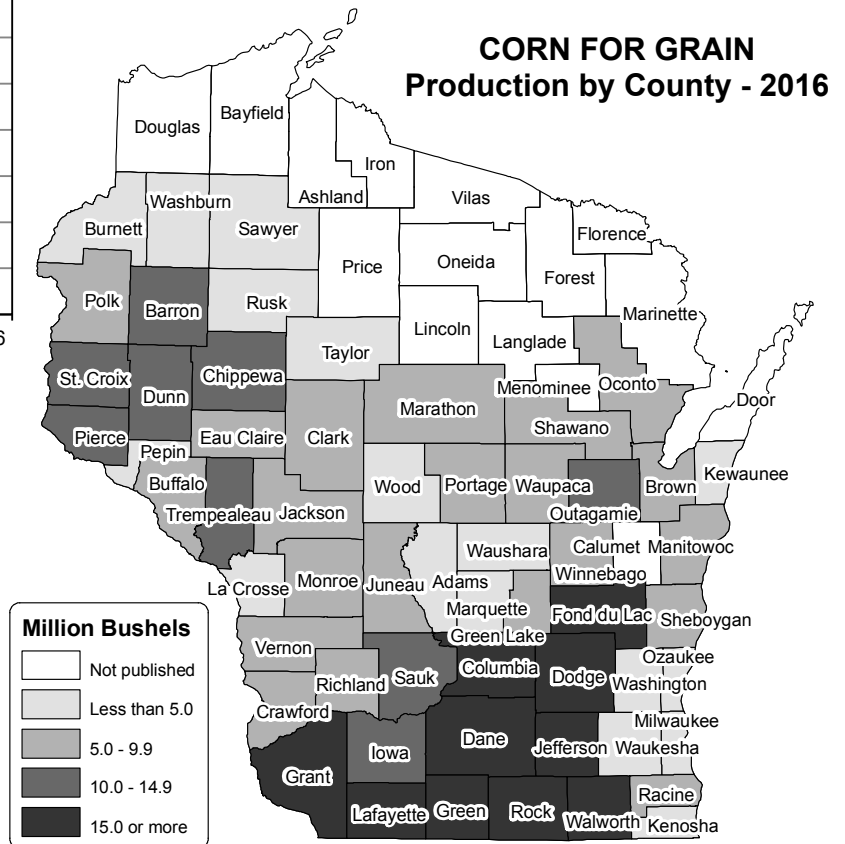 CORN FOR GRAIN
Production by County - 2016
Douglas
Bayfield
Iron
Ashland
Vilas
Washburn
Burnett
Sawyer
Florence
Oneida
Price
Forest
Polk
Barron
Rusk
Marinette
Lincoln
Langlade
Taylor
6
St. Croix
Chippewa
Dunn
Menominee
Oconto
Door
Marathon
Shawano
Pierce
Eau Claire
Clark
Pepin
Kewaunee
Buffalo
Wood
Portage
Waupaca
Brown
Trempealeau
Jackson
Outagamie
Waushara
Calumet
Manitowoc
Winnebago
La Crosse
Monroe
Juneau
Adams
Marquette
Fond du Lac
Sheboygan
Green Lake
Vernon
Ozaukee
Columbia
Dodge
Washington
Richland
Sauk
Crawford
Milwaukee
Dane
Jefferson
Waukesha
Iowa
Grant
Racine
Lafayette
Green
Rock
Walworth
Kenosha
Million Bushels
Not published
Less than 5.0
5.0 - 9.9
10.0 - 14.9
15.0 or more